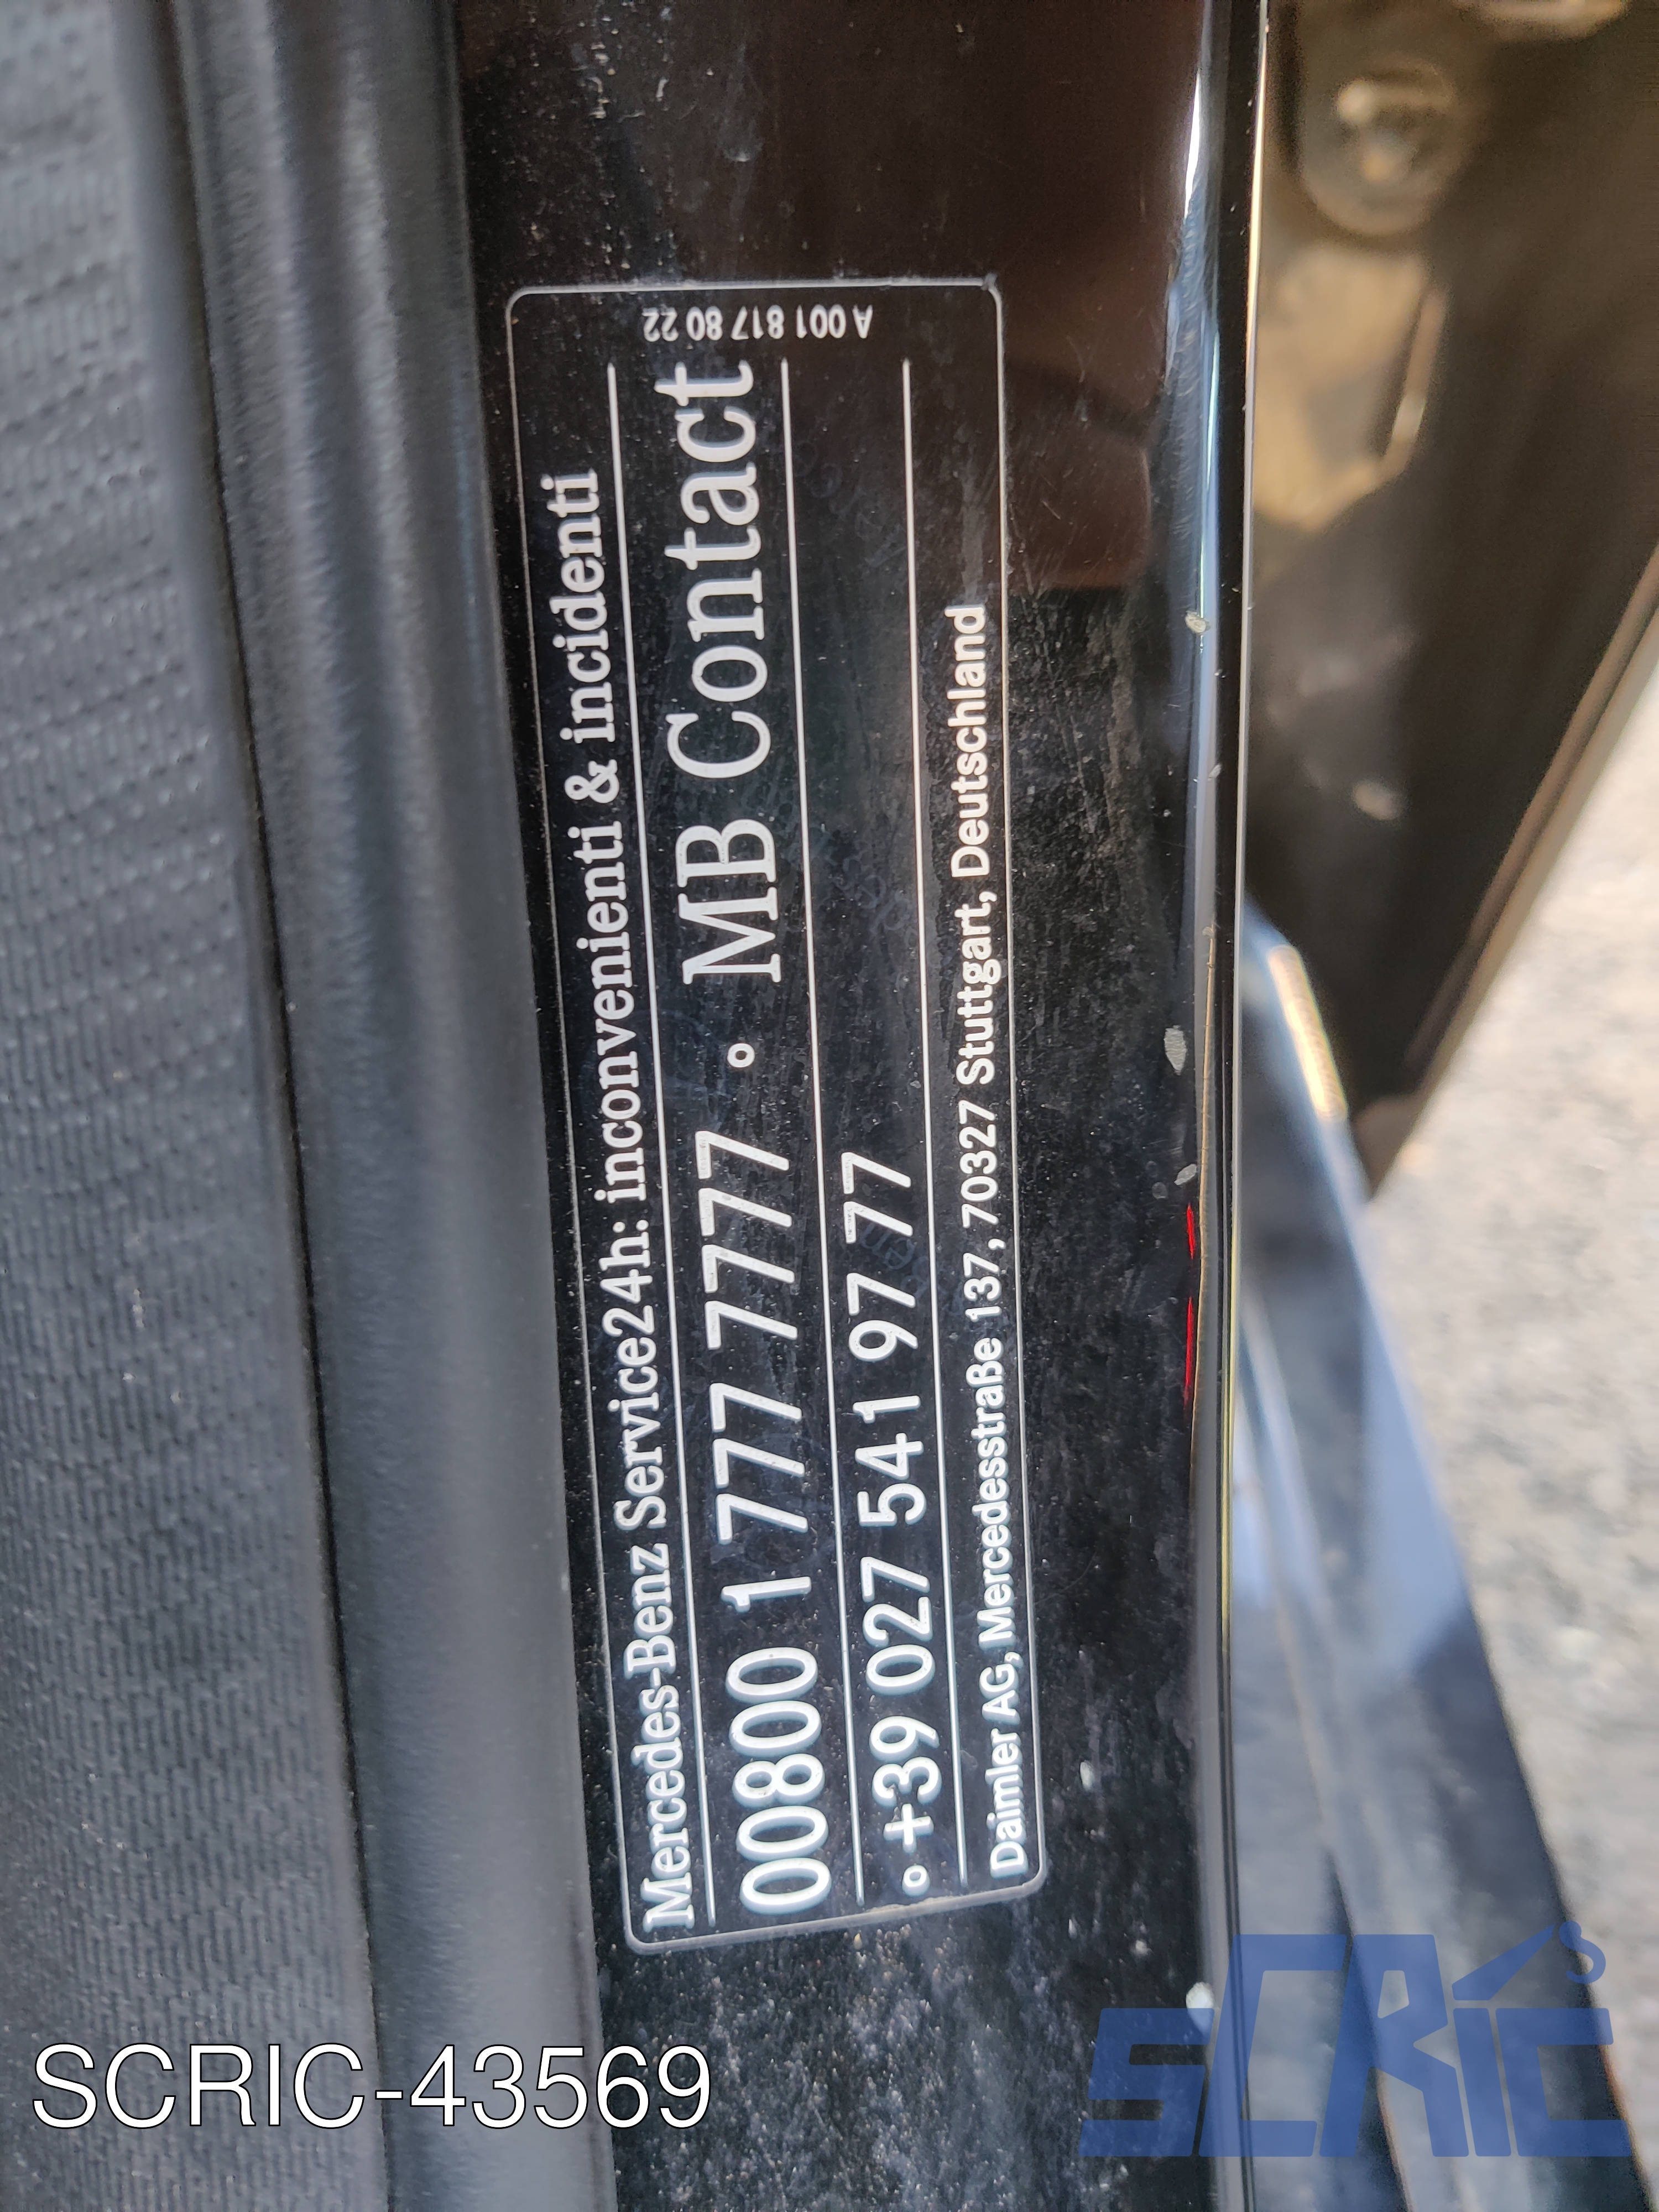 Mercedes-Benz Service24h: inconvenienti & incidenti
00800 1 777 7777 ° MB Contact
° +39 027 541 97 77
Daimler AG, Mercedesstraße 137, 70327 Stuttgart, Deutschland
A 001 817 80 22
SCRIC-43569
SCRIC